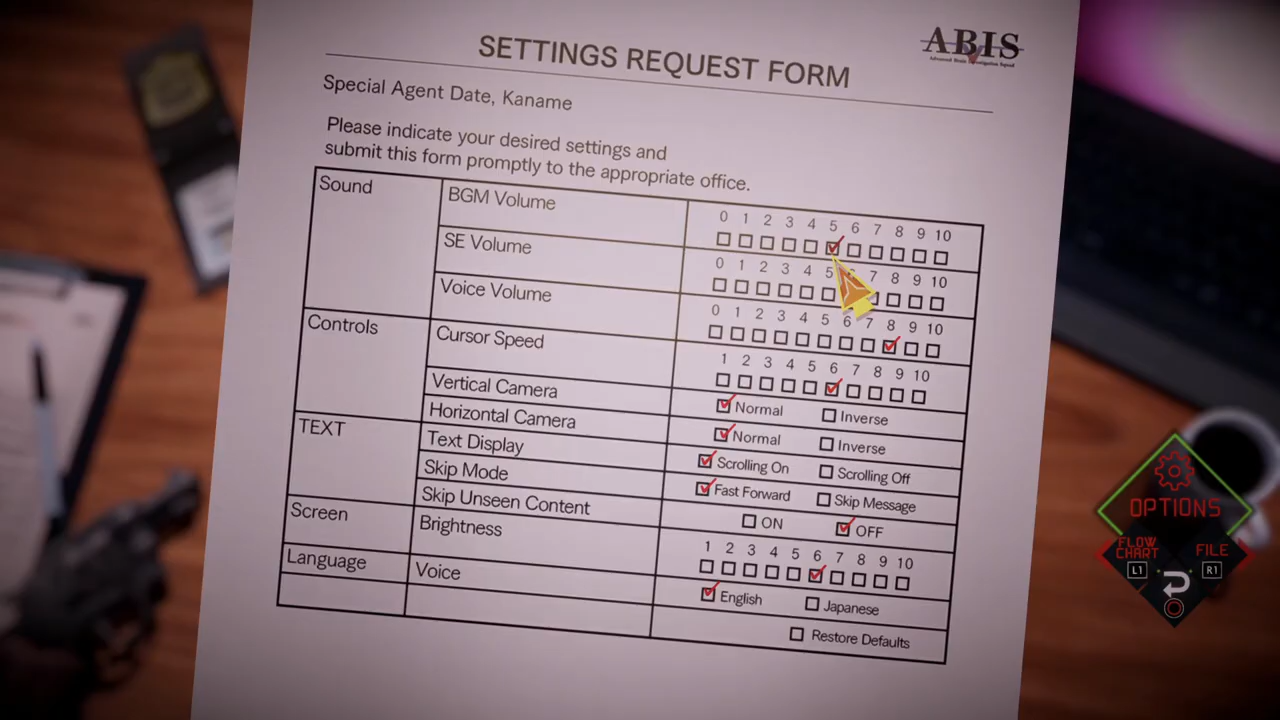 ABIS
SETTINGS REQUEST FORM
Special Agent Date, Kaname
Please indicate your desired settings and
submit this form promptly to the appropriate office.
Sound
BGM Volume
0 1 2 3 4 5 6 7 8 9 10
SE Volume
0 1 2 3 4 5 7 8 9 10
Voice Volume
0 1 2 3 4 5 6 7 8 9 10
Controls
Cursor Speed
1 2 3 4 5 6 7 8 9 10
Vertical Camera
Normal Inverse
Horizontal Camera
Normal Inverse
TEXT
Text Display
Scrolling On Scrolling Off
Skip Mode
Fast Forward Skip Message
Skip Unseen Content
ON OFF
Screen
Brightness
1 2 3 4 5 6 7 8 9 10
Language
Voice
English Japanese
Restore Defaults
OPTIONS
FLOW
CHART
FILE
L1
R1